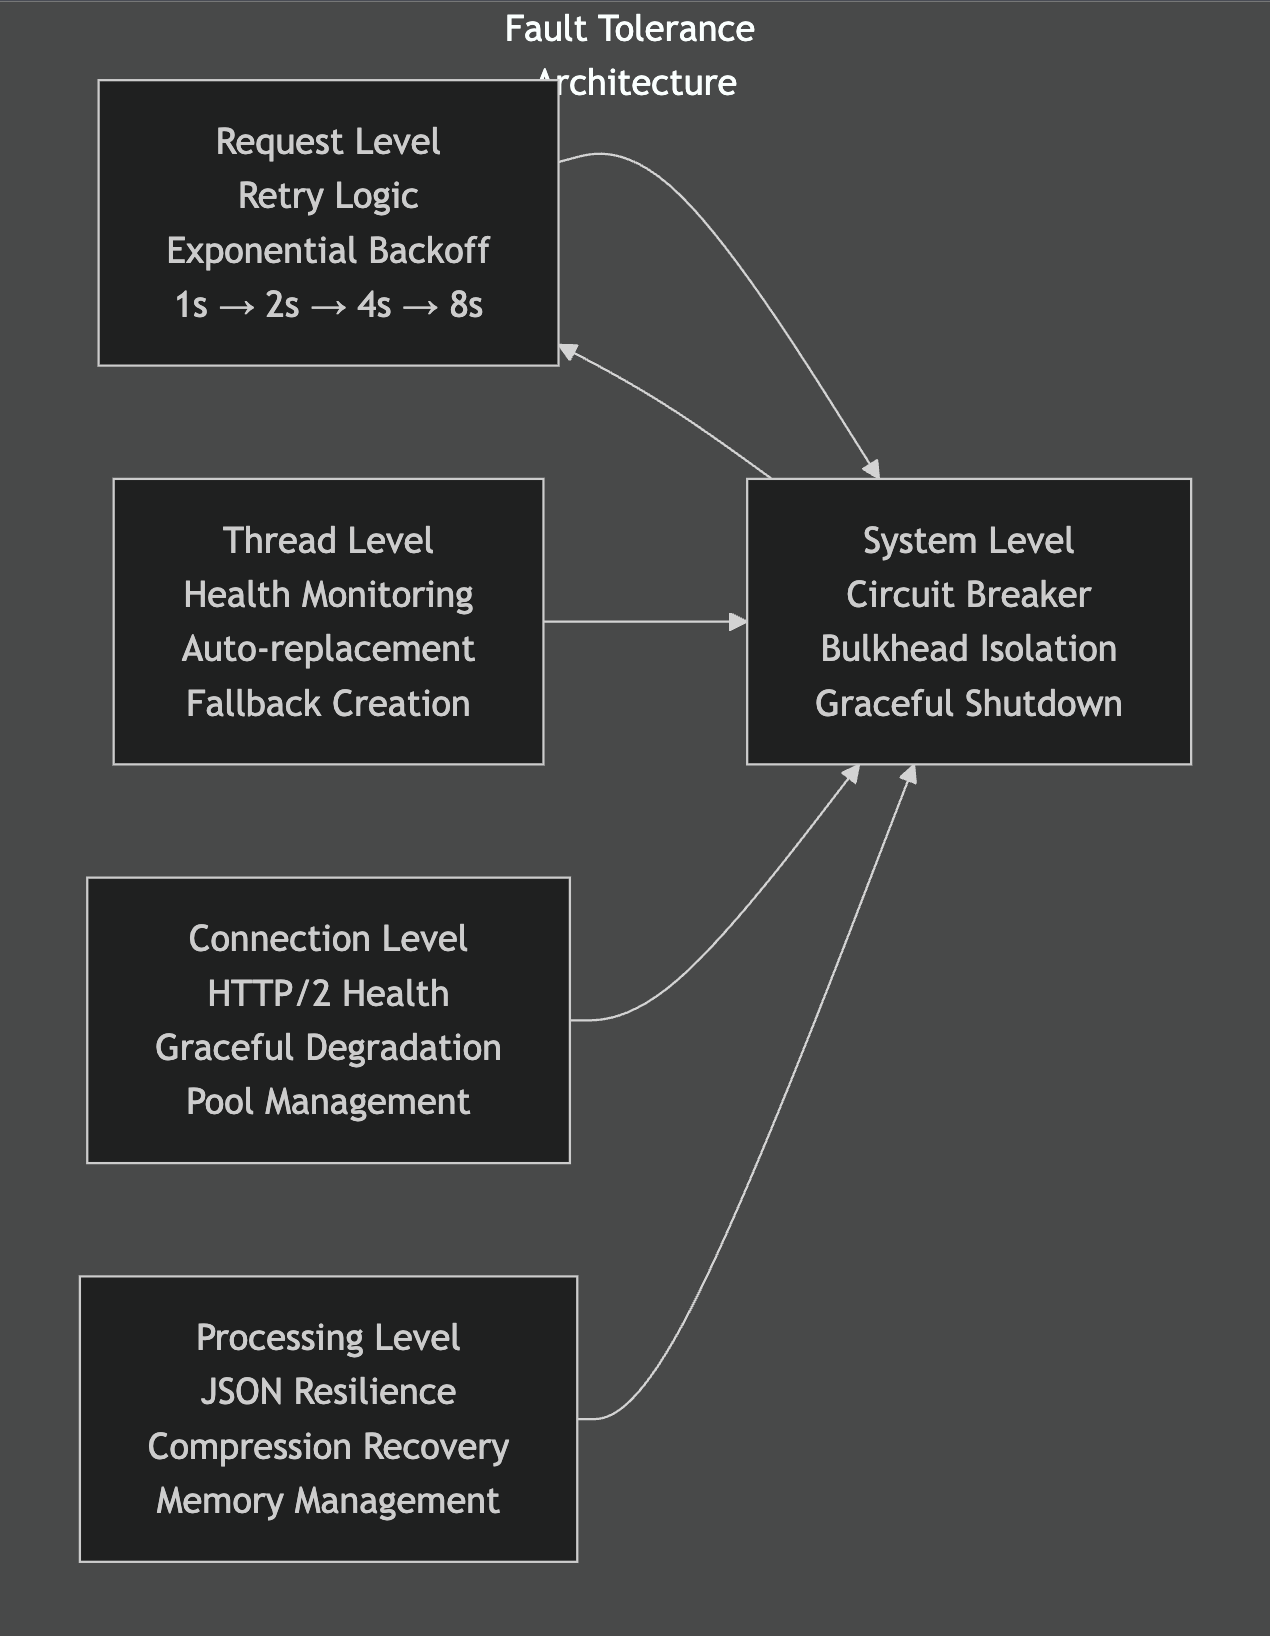 Fault Tolerance
Architecture
Request Level
Retry Logic
Exponential Backoff
1s → 2s → 4s → 8s
Thread Level
Health Monitoring
Auto-replacement
Fallback Creation
System Level
Circuit Breaker
Bulkhead Isolation
Graceful Shutdown
Connection Level
HTTP/2 Health
Graceful Degradation
Pool Management
Processing Level
JSON Resilience
Compression Recovery
Memory Management